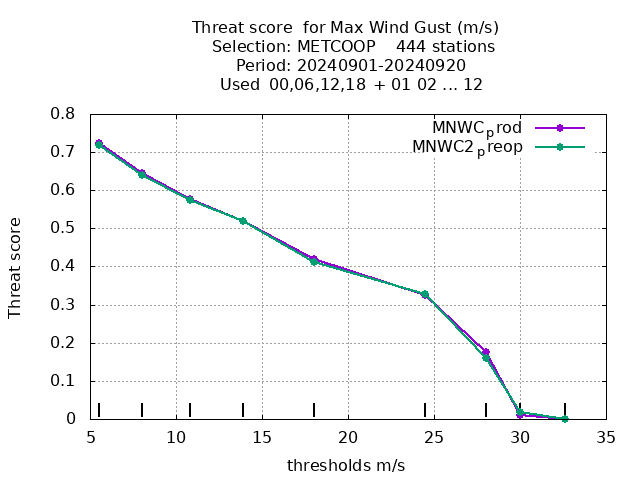 Threat score  for Max Wind Gust (m/s)
Selection: METCOOP    444 stations
Period: 20240901-20240920
Used  00,06,12,18  + 01 02 ... 12
MNWCprod
MNWC2preop
Threat score
0.8
0.7
0.6
0.5
0.4
0.3
0.2
0.1
0
5 10 15 20 25 30 35
thresholds m/s